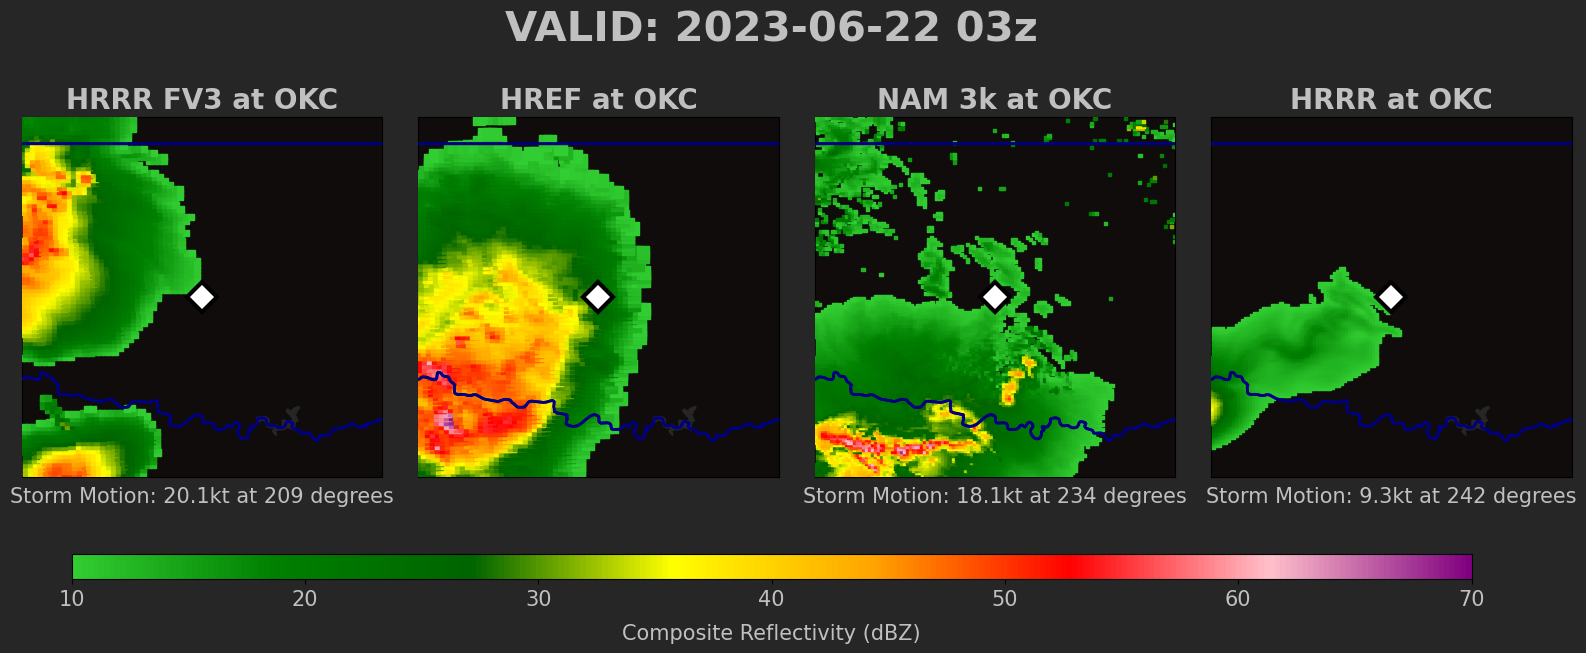 VALID: 2023-06-22 03z
HRRR FV3 at OKC
HREF at OKC
NAM 3k at OKC
HRRR at OKC
Storm Motion: 20.1kt at 209 degrees
Storm Motion: 18.1kt at 234 degrees
Storm Motion: 9.3kt at 242 degrees
10 20 30 40 50 60 70
Composite Reflectivity (dBZ)